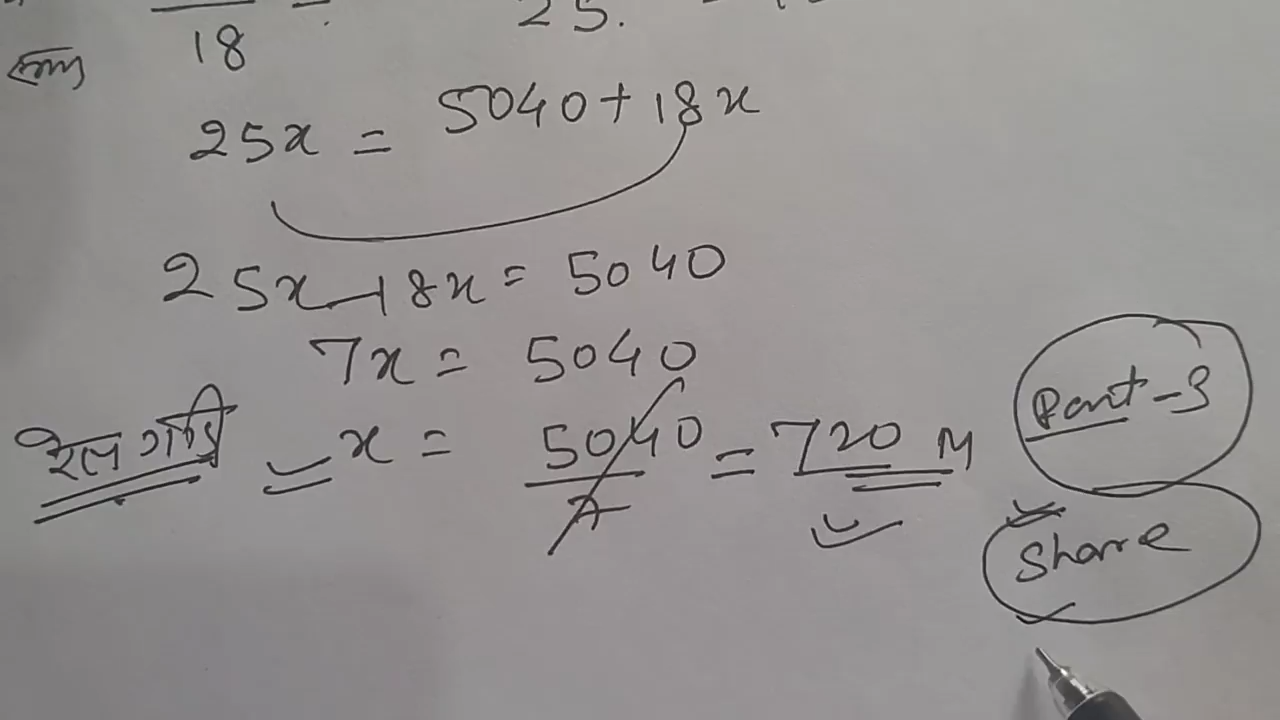 18
25.
25x = 5040 + 18x
25x - 18x = 5040
7x = 5040
रेल गाड़ी x = 5040/7 = 720 M
Part-3
Share